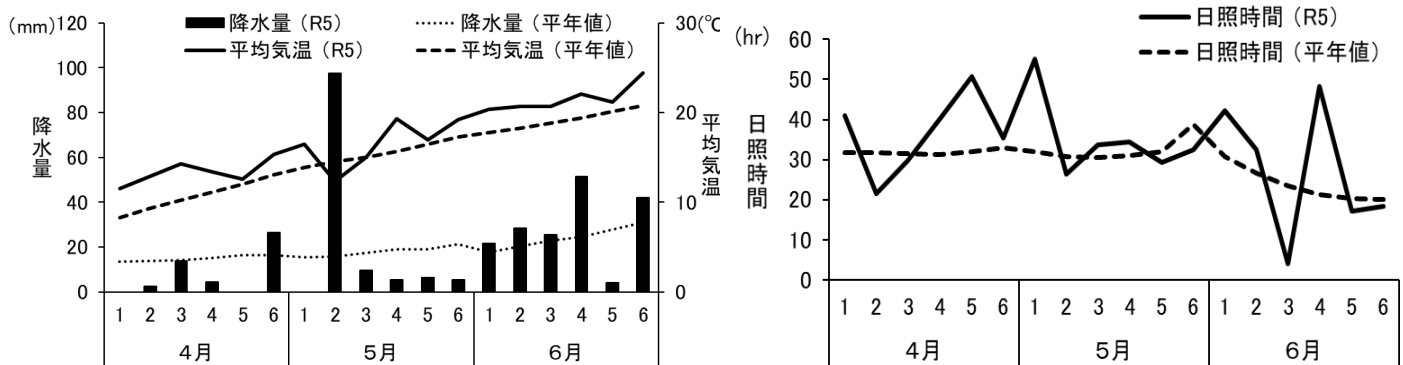 (mm)
120
100
80
60
40
20
0
降水量
降水量（R5）
降水量（平年値）
平均気温（R5）
平均気温（平年値）
30(℃
20
10
0
平均気温
1 2 3 4 5 6 1 2 3 4 5 6 1 2 3 4 5 6
4月 5月 6月
(hr)
60
50
40
30
20
10
0
日照時間
日照時間（R5）
日照時間（平年値）
1 2 3 4 5 6 1 2 3 4 5 6 1 2 3 4 5 6
4月 5月 6月